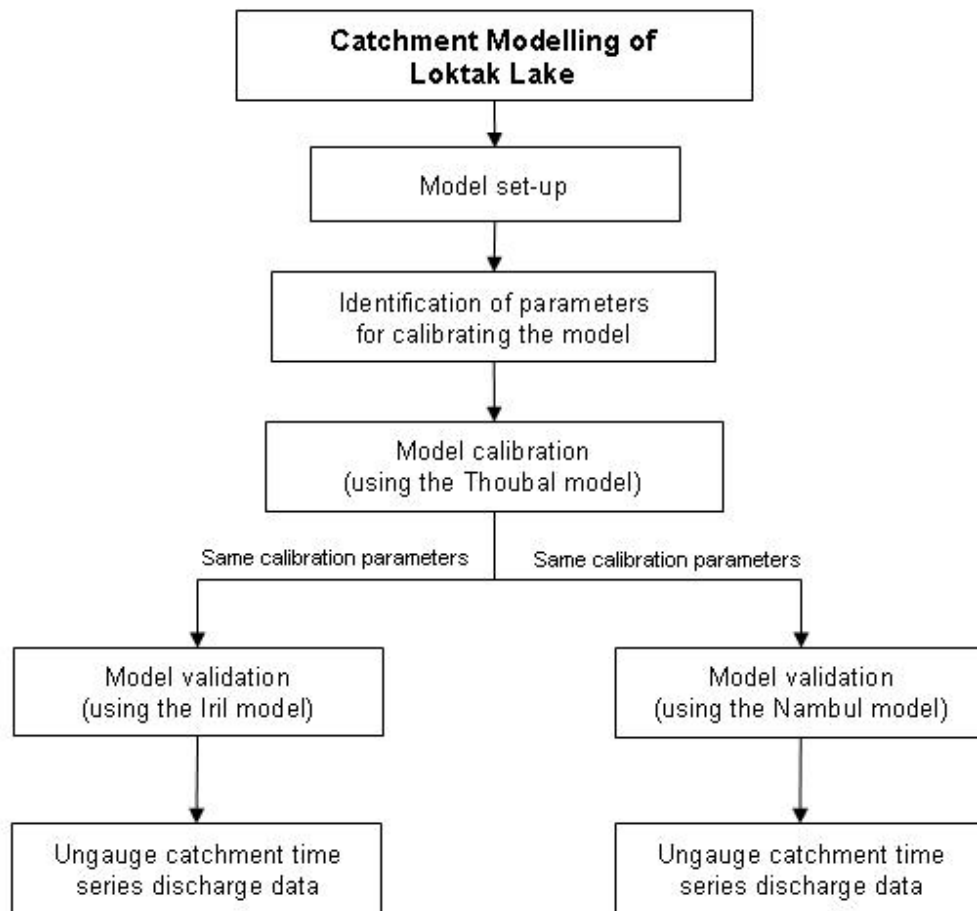 Catchment Modelling of
Loktak Lake
Model set-up
Identification of parameters
for calibrating the model
Model calibration
(using the Thoubal model)
Same calibration parameters
Same calibration parameters
Model validation
(using the Iril model)
Model validation
(using the Nambul model)
Ungauge catchment time
series discharge data
Ungauge catchment time
series discharge data